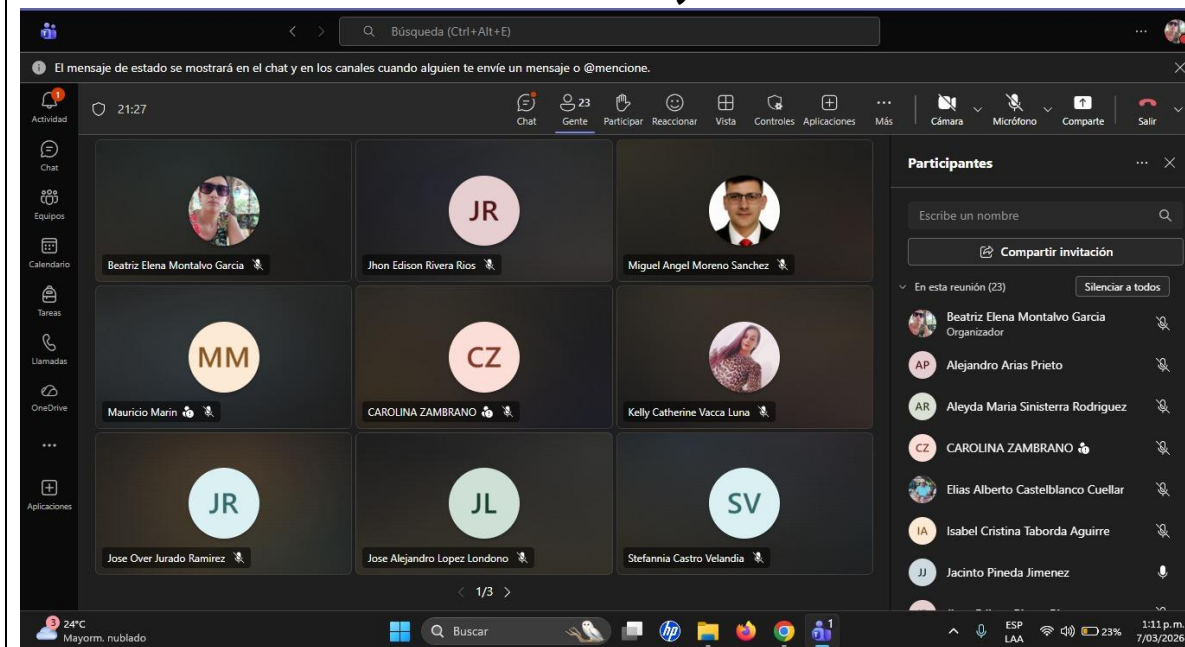 Búsqueda (Ctrl+Alt+E)
El mensaje de estado se mostrará en el chat y en los canales cuando alguien te envíe un mensaje o @mencione.
1
Actividad
21:27
Chat
23
Gente
Participar
Reaccionar
Vista
Controles
Aplicaciones
Más
Cámara
Micrófono
Comparte
Salir
Chat
Equipos
Calendario
Tareas
Llamadas
OneDrive
Aplicaciones
Beatriz Elena Montalvo Garcia
JR
Jhon Edison Rivera Rios
Miguel Angel Moreno Sanchez
MM
Mauricio Marin
CZ
CAROLINA ZAMBRANO
Kelly Catherine Vacca Luna
JR
Jose Over Jurado Ramirez
JL
Jose Alejandro Lopez Londono
SV
Stefannia Castro Velandia
1/3
Participantes
Escribe un nombre
Compartir invitación
En esta reunión (23)
Silenciar a todos
Beatriz Elena Montalvo Garcia
Organizador
AP Alejandro Arias Prieto
AR Aleyda Maria Sinisterra Rodriguez
CZ CAROLINA ZAMBRANO
Elias Alberto Castelblanco Cuellar
IA Isabel Cristina Taborda Aguirre
JJ Jacinto Pineda Jimenez
3
24°C
Mayorm. nublado
Buscar
hp
1
ESP
LAA
23%
1:11 p.m.
7/03/2026